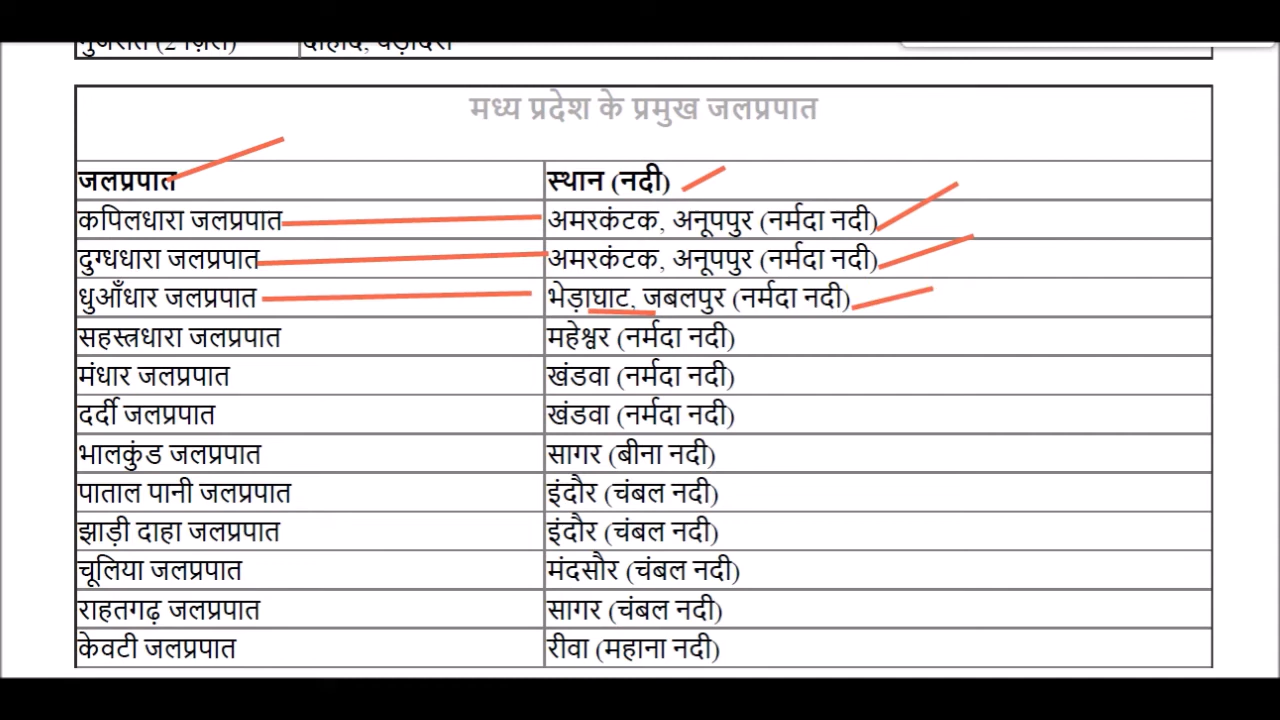 मध्य प्रदेश के प्रमुख जलप्रपात
जलप्रपात स्थान (नदी)
कपिलधारा जलप्रपात अमरकंटक, अनूपपुर (नर्मदा नदी)
दुग्धधारा जलप्रपात अमरकंटक, अनूपपुर (नर्मदा नदी)
धुआँधार जलप्रपात भेड़ाघाट, जबलपुर (नर्मदा नदी)
सहस्त्रधारा जलप्रपात महेश्वर (नर्मदा नदी)
मंधार जलप्रपात खंडवा (नर्मदा नदी)
दर्दी जलप्रपात खंडवा (नर्मदा नदी)
भालकुंड जलप्रपात सागर (बीना नदी)
पाताल पानी जलप्रपात इंदौर (चंबल नदी)
झाड़ी दाहा जलप्रपात इंदौर (चंबल नदी)
चूलिया जलप्रपात मंदसौर (चंबल नदी)
राहतगढ़ जलप्रपात सागर (चंबल नदी)
केवटी जलप्रपात रीवा (महाना नदी)